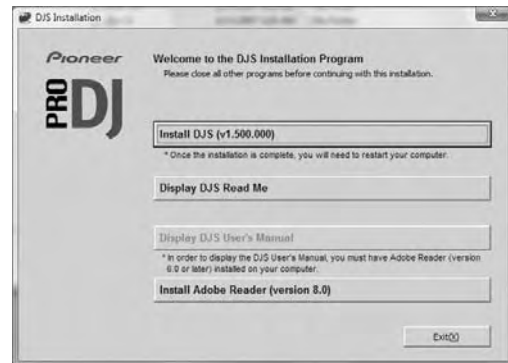 DJS Installation
Pioneer
PRO
DJ
Welcome to the DJS Installation Program
Please close all other programs before continuing with this installation.
Install DJS (v1.500.000)
* Once the installation is complete, you will need to restart your computer.
Display DJS Read Me
Display DJS User's Manual
* In order to display the DJS User's Manual, you must have Adobe Reader (version
6.0 or later) installed on your computer.
Install Adobe Reader (version 8.0)
Exit(X)